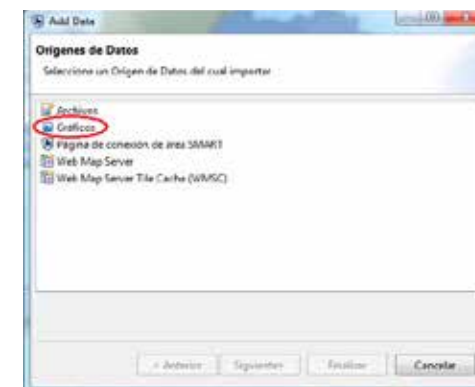 Add Data
Orígenes de Datos
Seleccione un Origen de Datos del cual importar
Archivos
Gráficos
Página de conexión de área SMART
Web Map Server
Web Map Server Tile Cache (WMSC)
< Anterior
Siguiente>
Finalizar
Cancelar